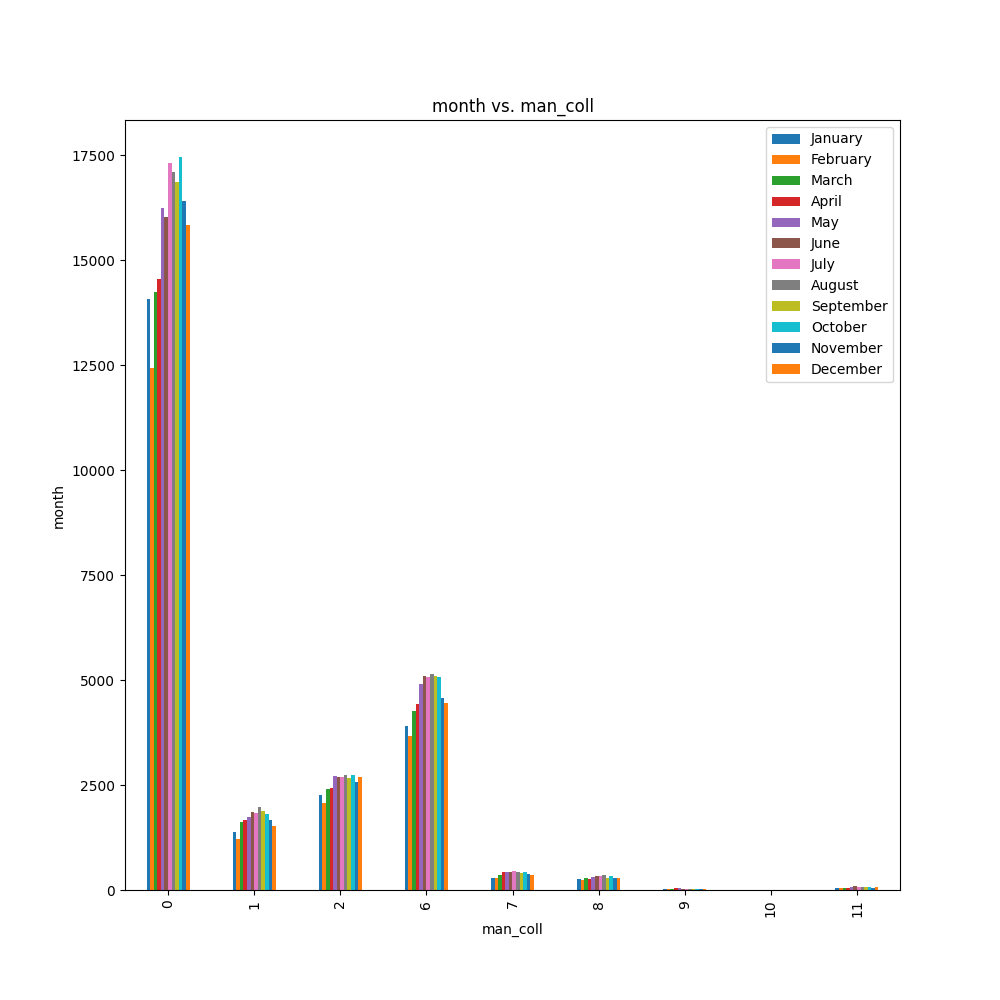 month vs. man_coll
January
February
March
April
May
June
July
August
September
October
November
December
17500
15000
12500
10000
7500
5000
2500
0
month
0
1
2
6
7
8
9
10
11
man_coll